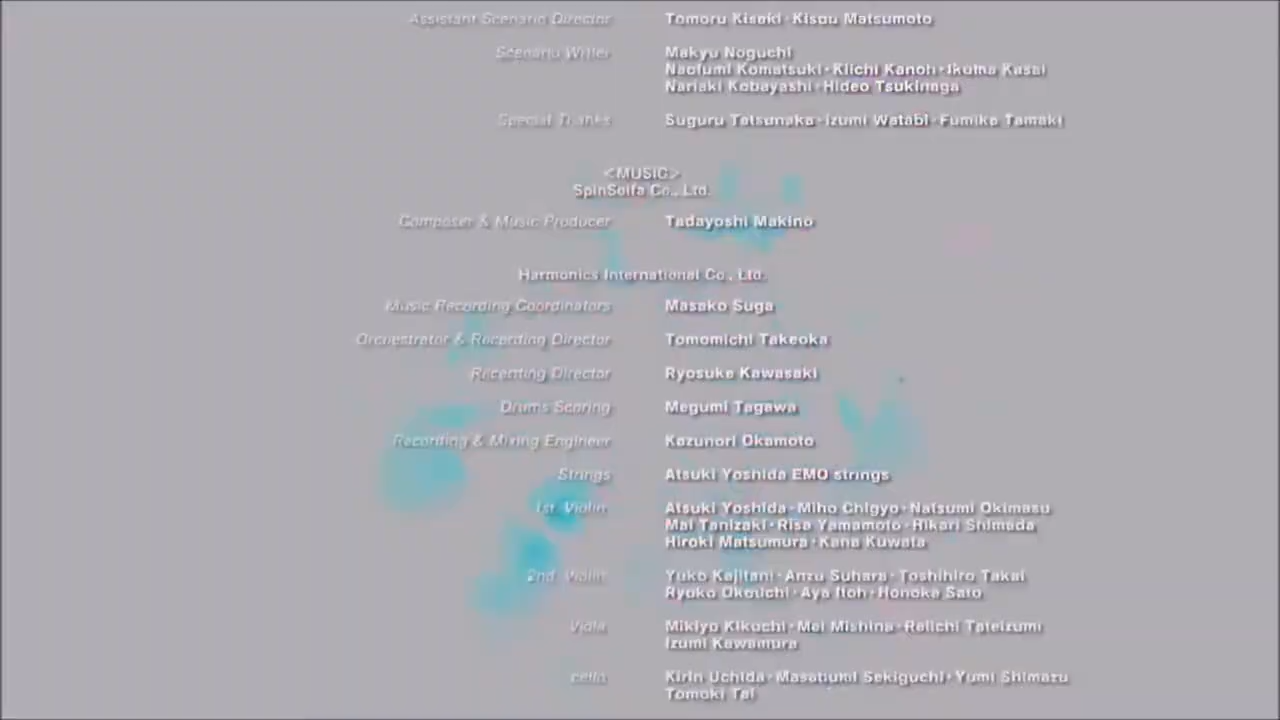 Assistant Scenario Director Tomoru Kisaki・Kisou Matsumoto
Scenario Writer Makyu Noguchi
Naofumi Komatsuki・Kiichi Kanoh・Ikuma Kasai
Nariaki Kobayashi・Hideo Tsukinaga
Special Thanks Suguru Tatsunaka・Izumi Watabi・Fumika Tamaki
<MUSIC>
Co., Ltd.
Composer & Music Producer Tadayoshi Makino
Harmonics International Co., Ltd.
Music Recording Coordinators Masako Suga
Orchestrator & Recording Director Tomomichi Takeoka
Recording Director Ryosuke Kawasaki
Drums Scoring Megumi Tagawa
Recording & Mixing Engineer Kazunori Okamoto
Strings Atsuki Yoshida EMO strings
1st. Violin Atsuki Yoshida・Miho Chigyo・Natsumi Okimasu
Mai Tanizaki・Risa Yamamoto・Hikari Shimada
Hiroki Matsumura・Kana Kuwata
2nd. Violin Yuko Kajitani・Anzu Suhara・Toshihiro Takai
Ryoko Okeuchi・Aya Itoh・Honoka Sato
Viola Mikiyo Kikuchi・Mei Mishina・Reiichi Tateizumi
Izumi Kawamura
cello Kirin Uchida・Masabumi Sekiguchi・Yumi Shimazu
Tomoki Tai